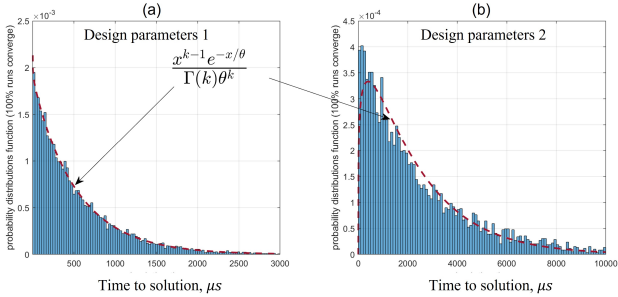 (a)
×10⁻³
Design parameters 1
x^{k-1}e^{-x/θ}
Γ(k)θ^k
probability distributions function (100% runs converge)
2.5
2
1.5
1
0.5
0
500 1000 1500 2000 2500 3000
Time to solution, μs
(b)
×10⁻⁴
Design parameters 2
probability distributions function (100% runs converge)
4.5
4
3.5
3
2.5
2
1.5
1
0.5
0
0 2000 4000 6000 8000 10000
Time to solution, μs